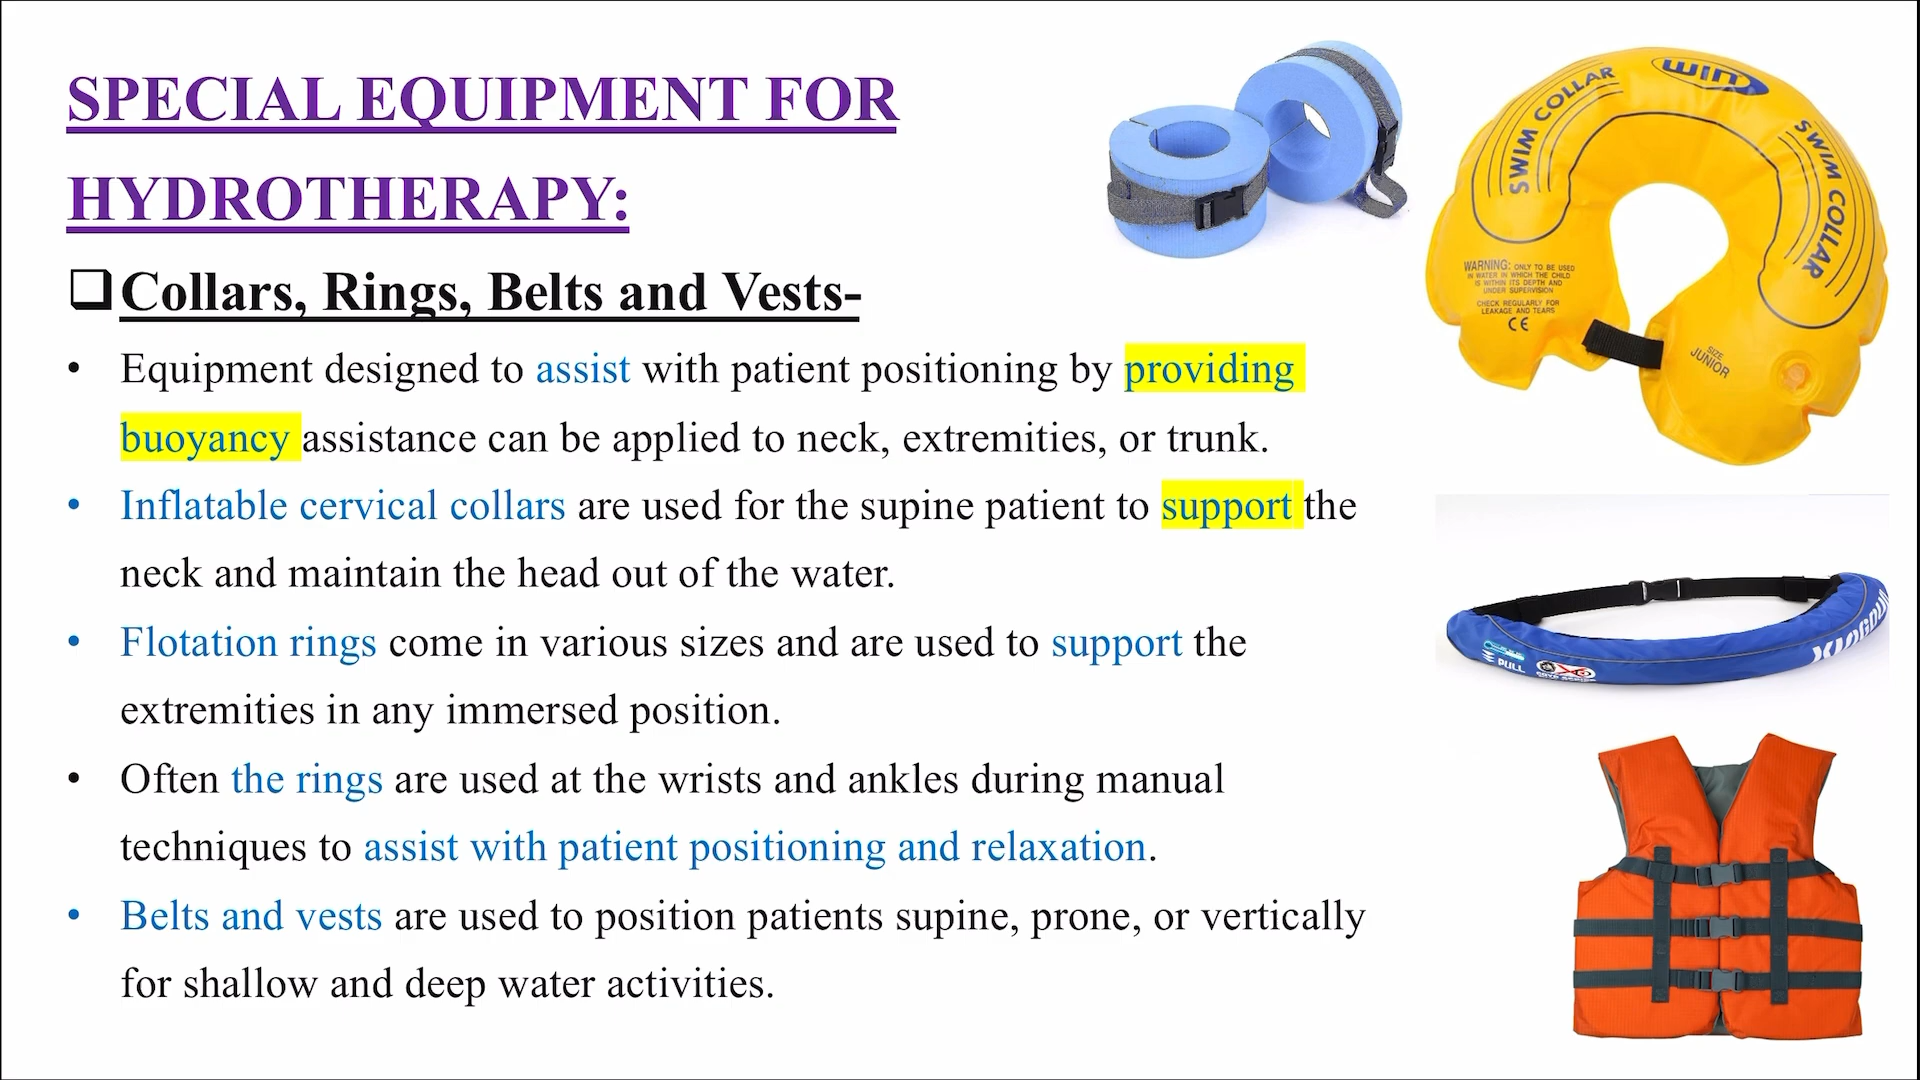 SPECIAL EQUIPMENT FOR
HYDROTHERAPY:
❑Collars, Rings, Belts and Vests-
• Equipment designed to assist with patient positioning by providing
buoyancy assistance can be applied to neck, extremities, or trunk.
• Inflatable cervical collars are used for the supine patient to support the
neck and maintain the head out of the water.
• Flotation rings come in various sizes and are used to support the
extremities in any immersed position.
• Often the rings are used at the wrists and ankles during manual
techniques to assist with patient positioning and relaxation.
• Belts and vests are used to position patients supine, prone, or vertically
for shallow and deep water activities.
win
SWIM COLLAR
SWIM COLLAR
WARNING: ONLY TO BE USED
IN WATER IN WHICH THE CHILD
IS WITHIN ITS DEPTH AND
UNDER SUPERVISION
CHECK REGULARLY FOR
LEAKAGE AND TEARS
CE
SIZE
JUNIOR
PULL